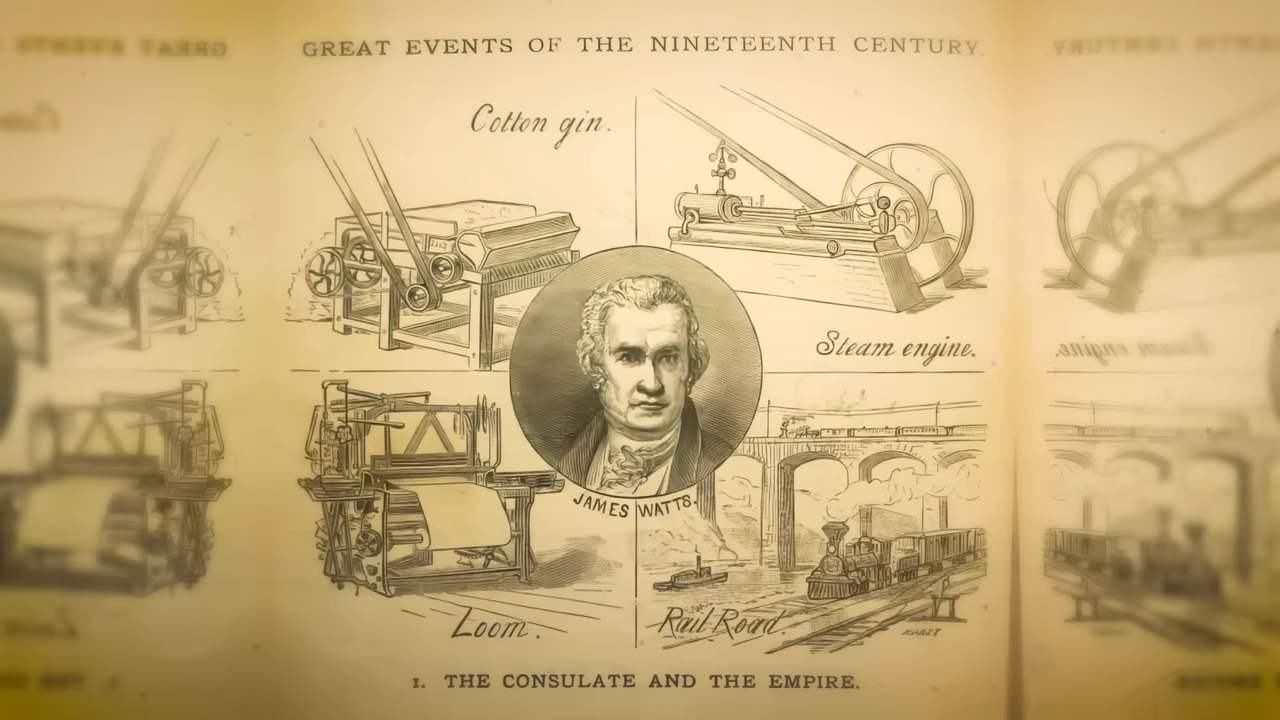 GREAT EVENTS OF THE NINETEENTH CENTURY.
Cotton gin.
Steam engine.
JAMES WATTS.
Loom.
Rail Road.
1. THE CONSULATE AND THE EMPIRE.